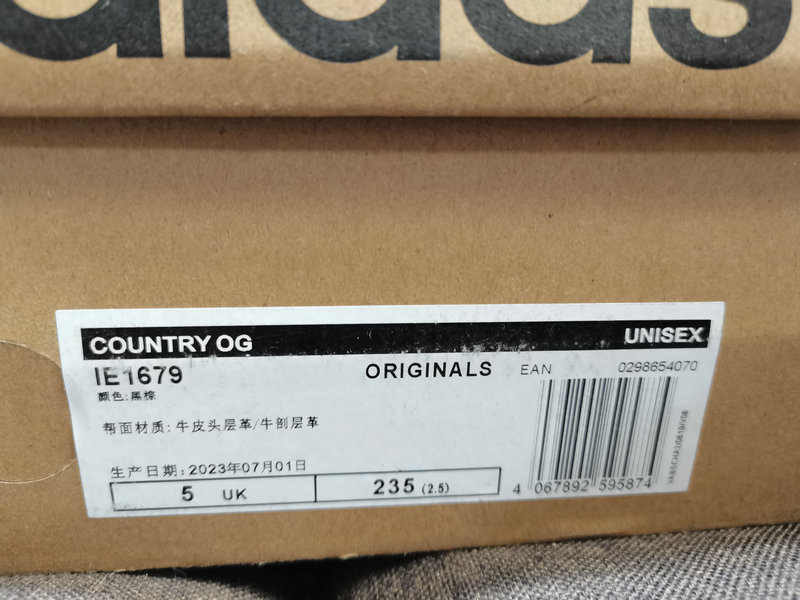 adidas
COUNTRY OG UNISEX
IE1679 ORIGINALS EAN 0298654070
颜色:黑棕
帮面材质:牛皮头层革/牛剖层革
生产日期:2023年07月01日
5 UK 235 (2.5)
4 067892 595874